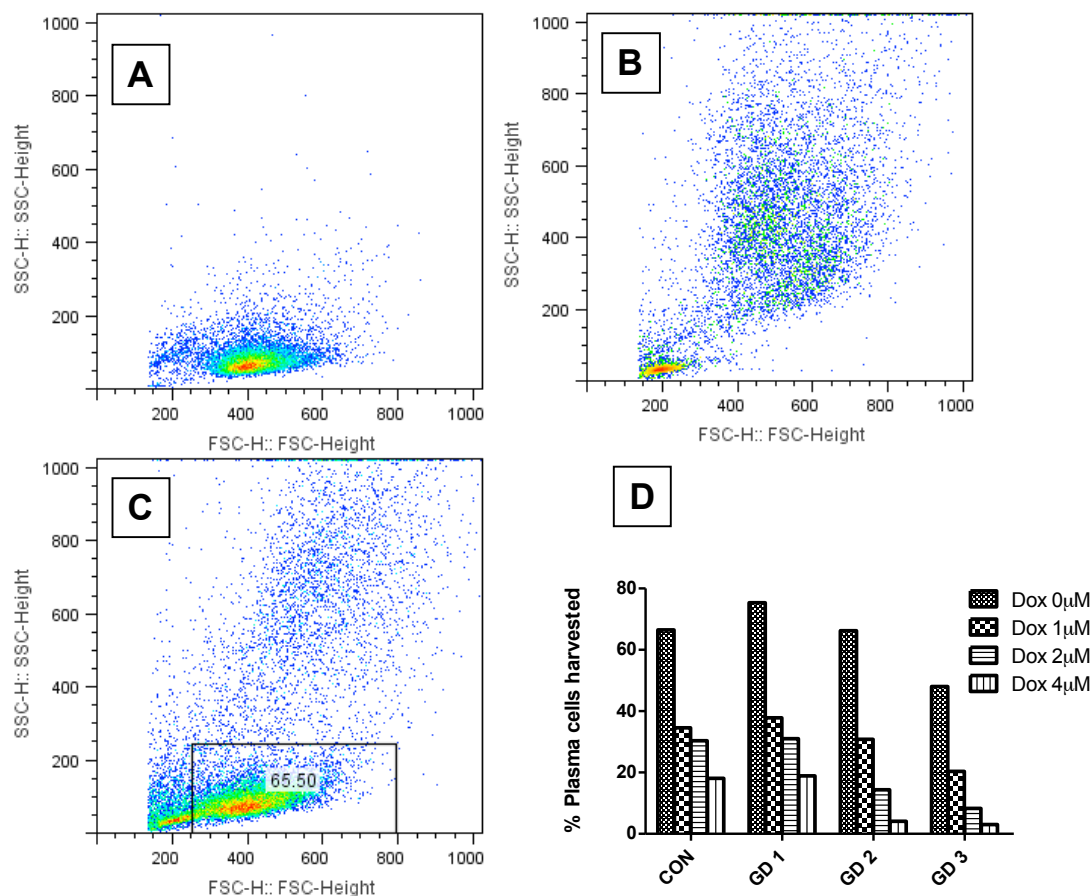 A
1000
800
600
400
200
SSC-H:: SSC-Height
200 400 600 800 1000
FSC-H:: FSC-Height
B
1000
800
600
400
200
SSC-H:: SSC-Height
200 400 600 800 1000
FSC-H:: FSC-Height
C
1000
800
600
400
200
SSC-H:: SSC-Height
65.50
200 400 600 800 1000
FSC-H:: FSC-Height
D
80
60
40
20
0
% Plasma cells harvested
CON GD 1 GD 2 GD 3
Dox 0µM
Dox 1µM
Dox 2µM
Dox 4µM